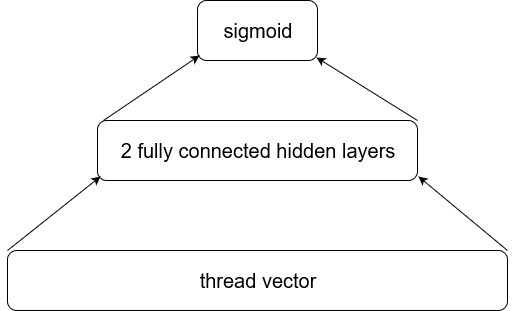 sigmoid
2 fully connected hidden layers
thread vector